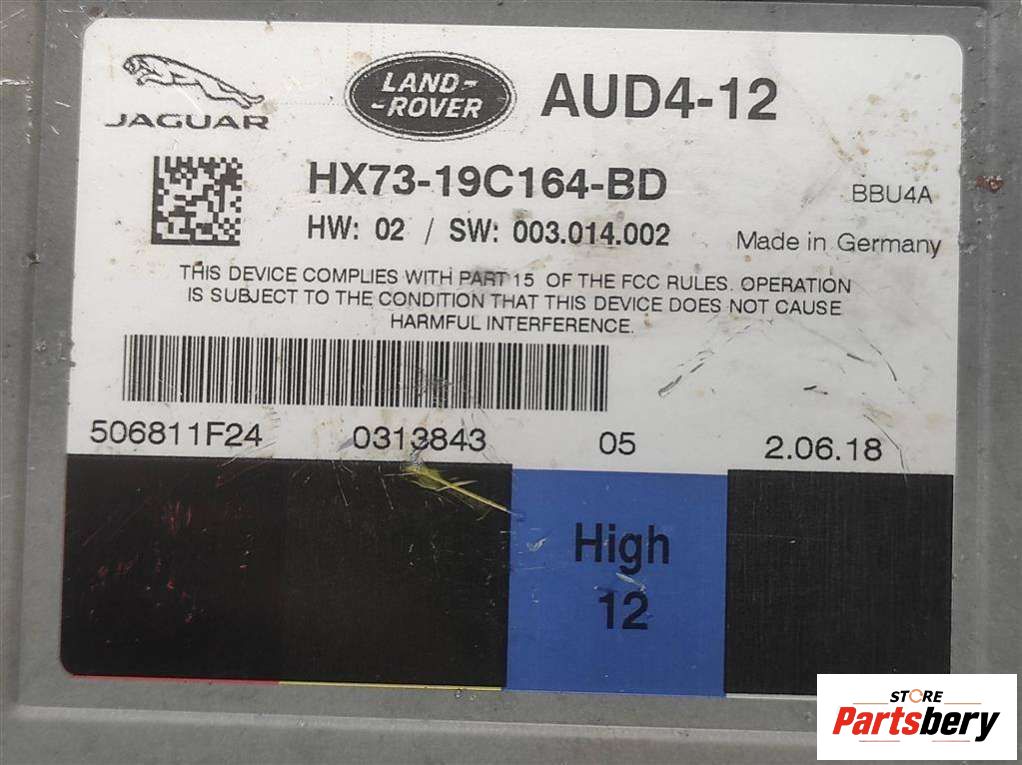 JAGUAR
LAND-
-ROVER
AUD4-12
HX73-19C164-BD
BBU4A
HW: 02 / SW: 003.014.002
Made in Germany
THIS DEVICE COMPLIES WITH PART 15 OF THE FCC RULES. OPERATION
IS SUBJECT TO THE CONDITION THAT THIS DEVICE DOES NOT CAUSE
HARMFUL INTERFERENCE.
506811F24 0313843 05 2.06.18
High
12
STORE
Partsbery